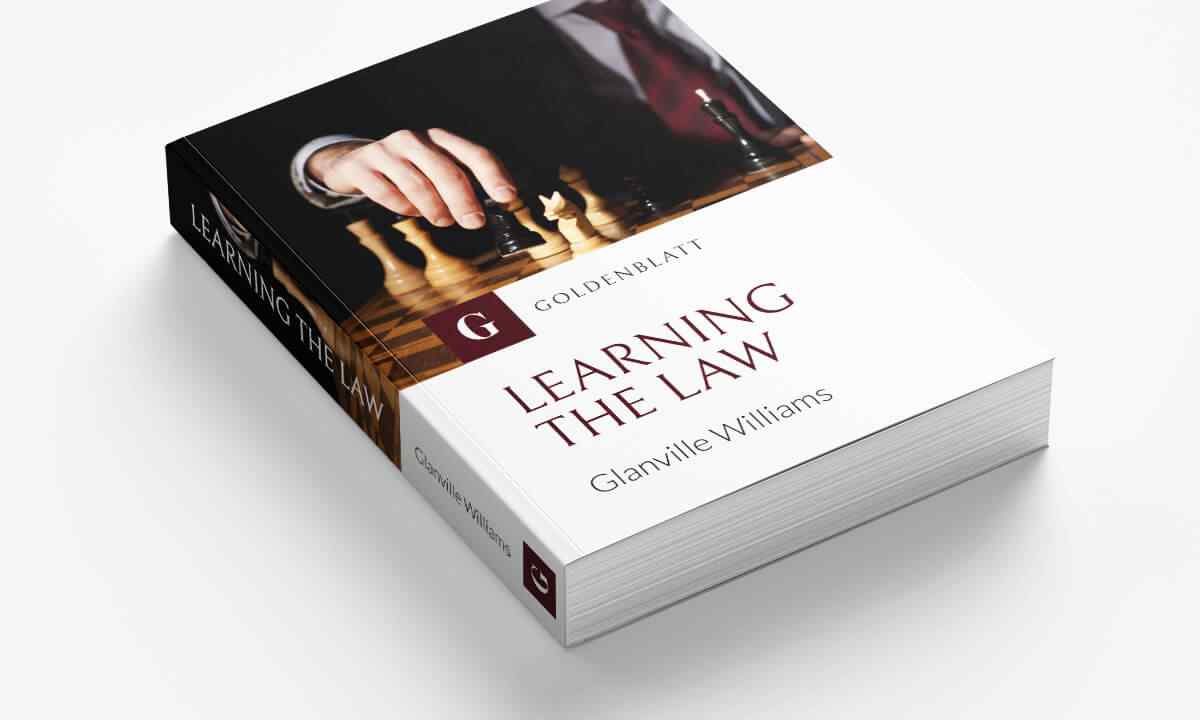 G
GOLDENBLATT
LEARNING
THE LAW
Glanville Williams
LEARNING THE LAW
Glanville Williams
G